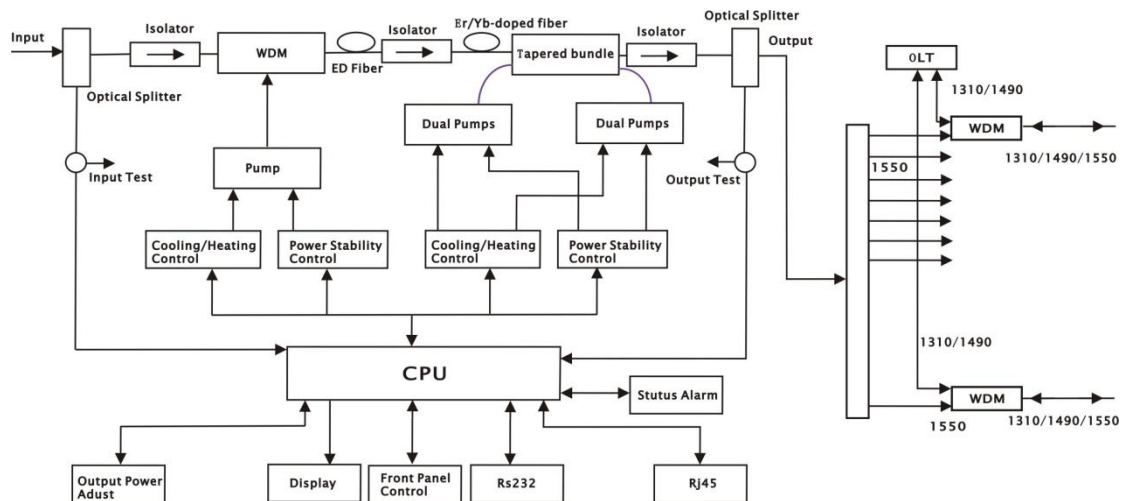 Input
Isolator
Optical Splitter
WDM
ED Fiber
Isolator
Er/Yb-doped fiber
Tapered bundle
Isolator
Optical Splitter
Output
Input Test
Pump
Dual Pumps
Dual Pumps
Output Test
Cooling/Heating
Control
Power Stability
Control
Cooling/Heating
Control
Power Stability
Control
CPU
Stutus Alarm
Output Power
Adust
Display
Front Panel
Control
Rs232
Rj45
OLT
1310/1490
WDM
1310/1490/1550
1550
1310/1490
WDM
1310/1490/1550
1550